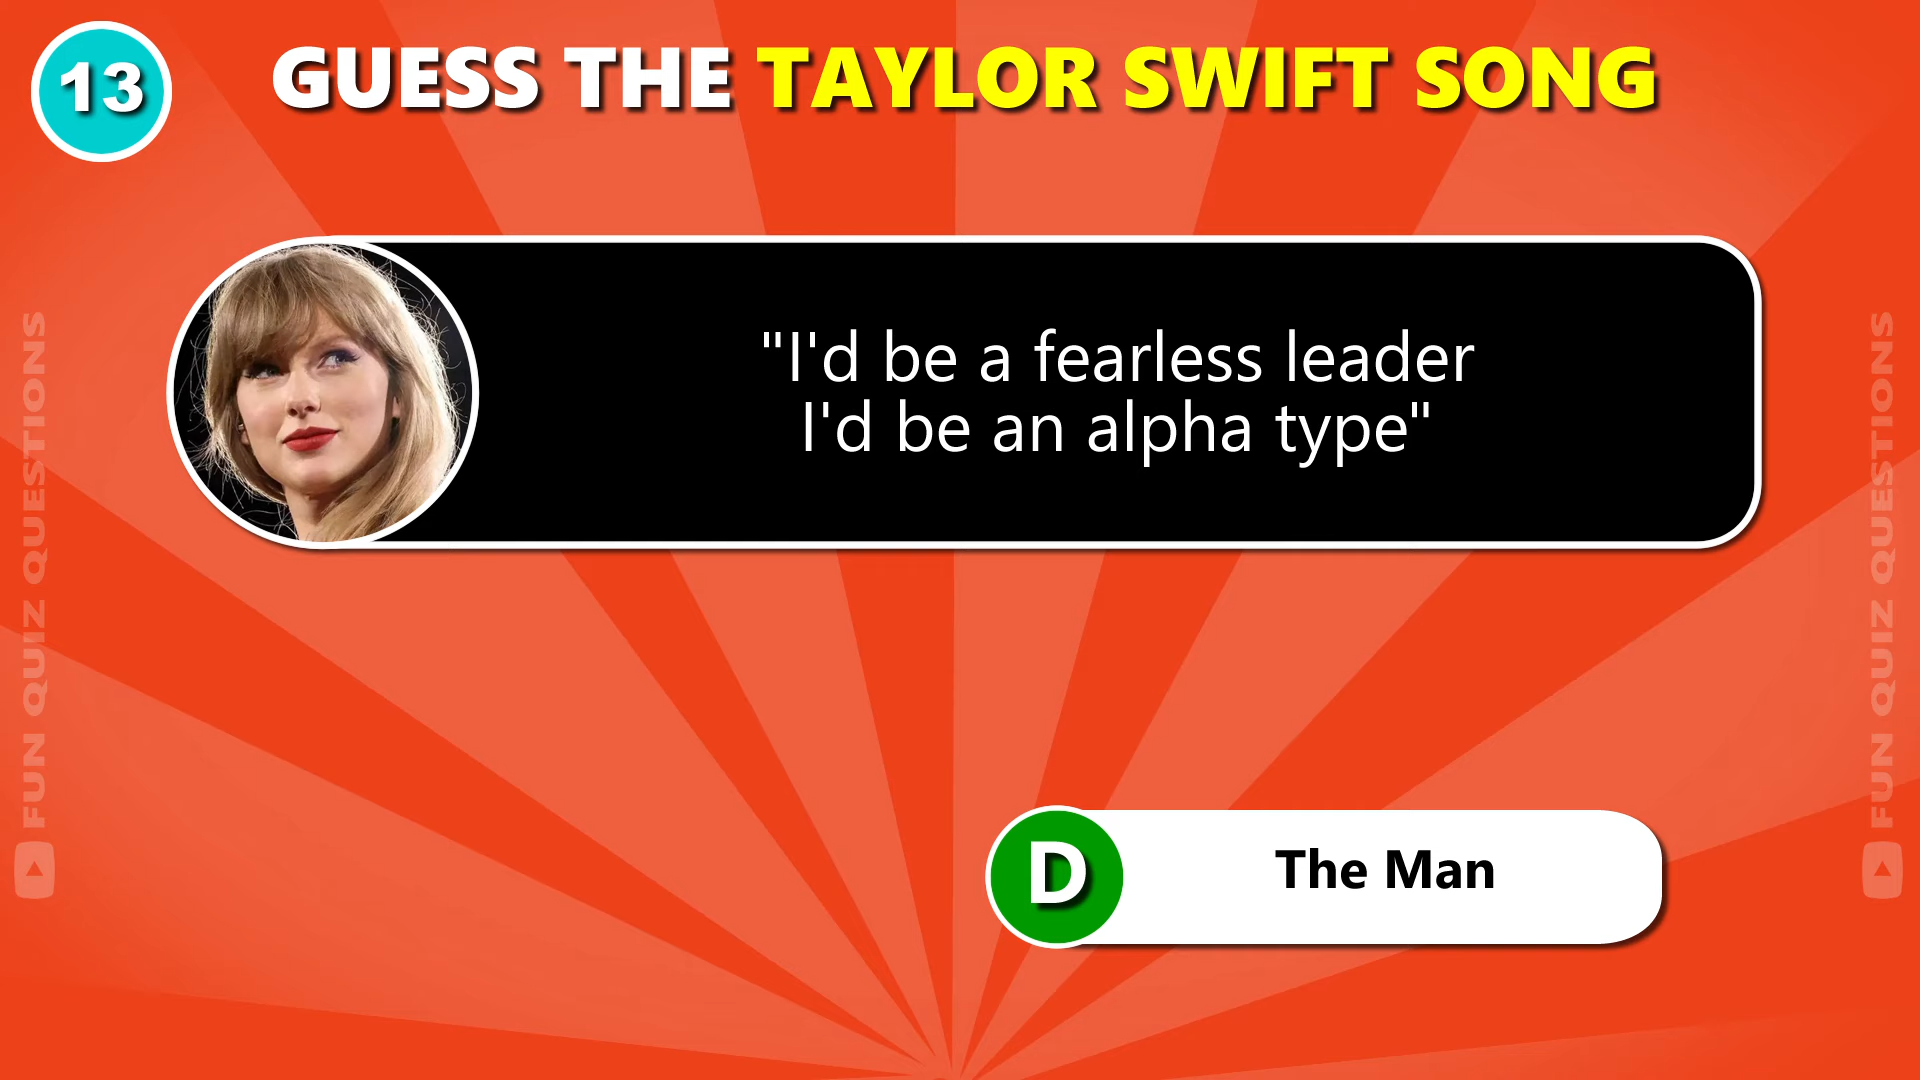 13
GUESS THE TAYLOR SWIFT SONG
"I'd be a fearless leader
I'd be an alpha type"
D
The Man
FUN QUIZ QUESTIONS
FUN QUIZ QUESTIONS